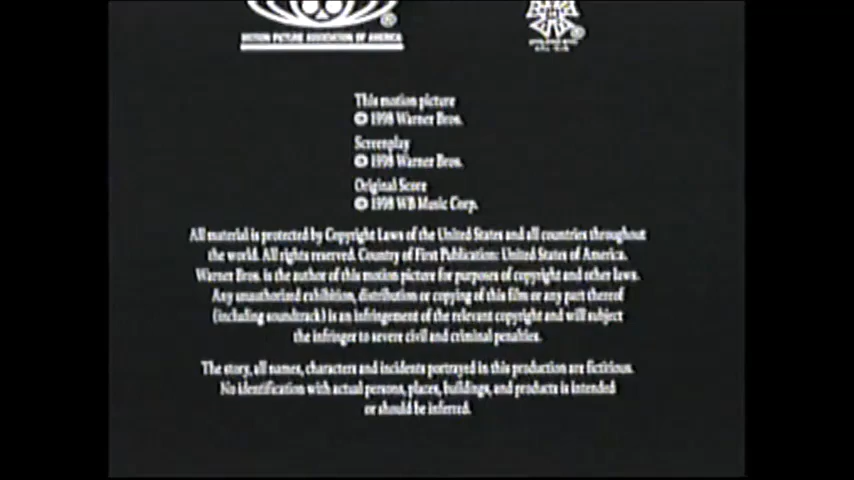 MOTION PICTURE ASSOCIATION OF AMERICA
®
®
This motion picture
© 1998 Warner Bros.
Screenplay
© 1998 Warner Bros.
Original Score
© 1998 WB Music Corp.
All material is protected by Copyright Laws of the United States and all countries throughout
the world. All rights reserved. Country of First Publication: United States of America.
Warner Bros. is the author of this motion picture for purposes of copyright and other laws.
Any unauthorized exhibition, distribution or copying of this film or any part thereof
(including soundtrack) is an infringement of the relevant copyright and will subject
the infringer to severe civil and criminal penalties.
The story, all names, characters and incidents portrayed in this production are fictitious.
No identification with actual persons, places, buildings, and products is intended
or should be inferred.